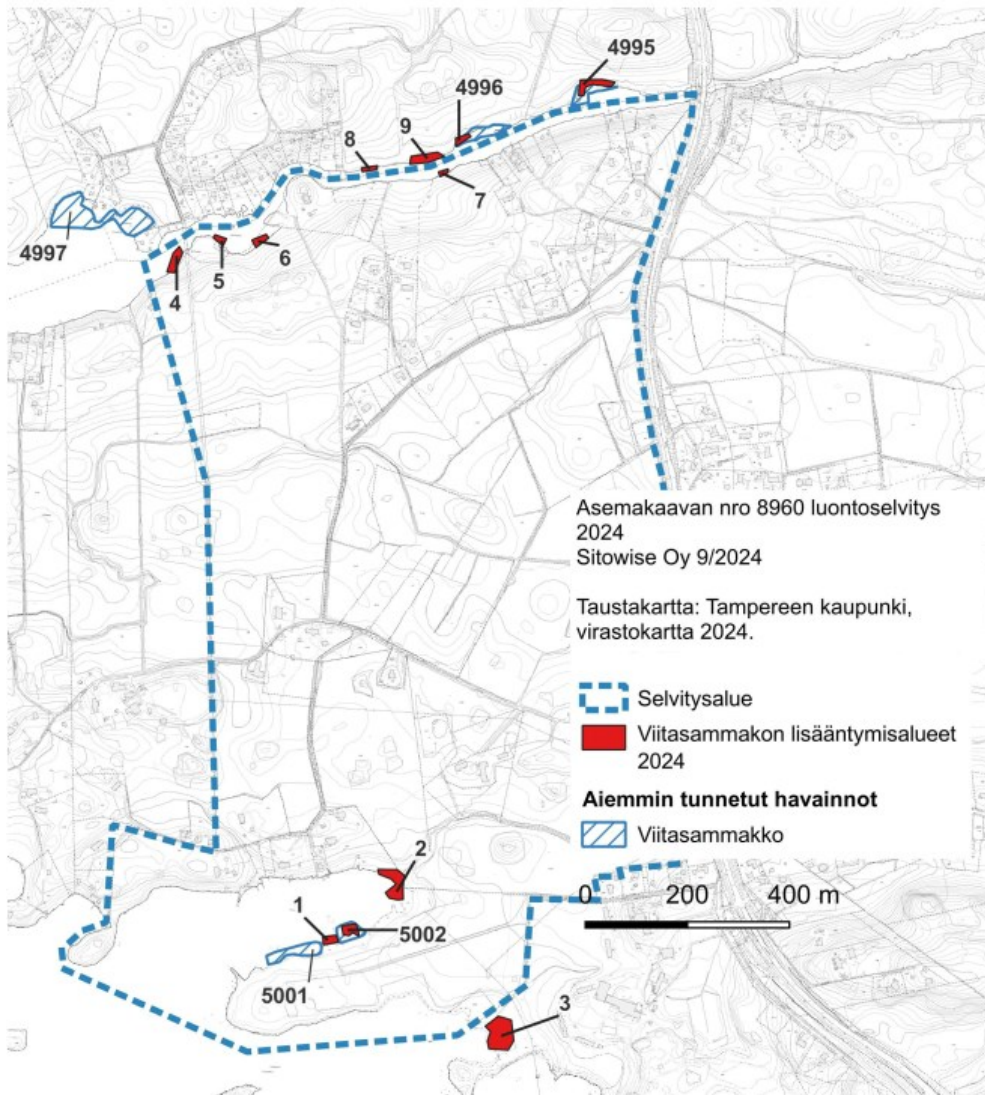 4995
4996
9
8
7
4997
6
5
4
Asemakaavan nro 8960 luontoselvitys
2024
Sitowise Oy 9/2024
Taustakartta: Tampereen kaupunki,
virastokartta 2024.
Selvitysalue
Viitasammakon lisääntymisalueet
2024
Aiemmin tunnetut havainnot
Viitasammakko
0 200 400 m
2
1
5002
5001
3